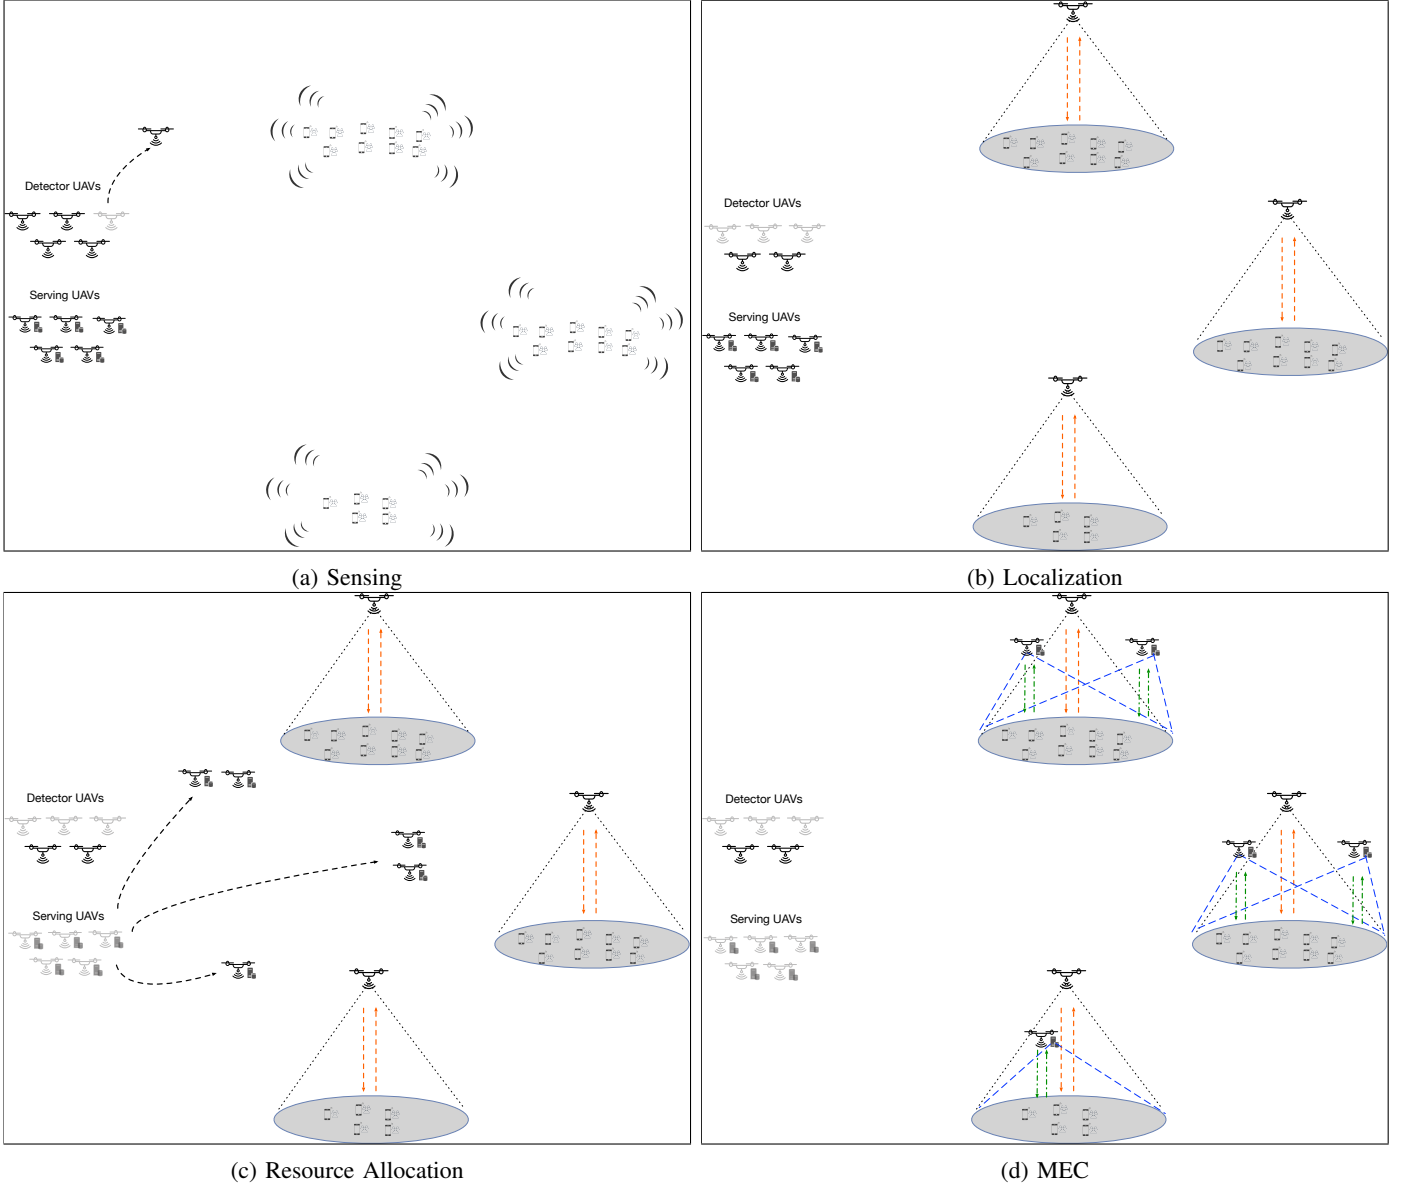 Detector UAVs
Serving UAVs
(a) Sensing
Detector UAVs
Serving UAVs
(b) Localization
Detector UAVs
Serving UAVs
(c) Resource Allocation
Detector UAVs
Serving UAVs
(d) MEC